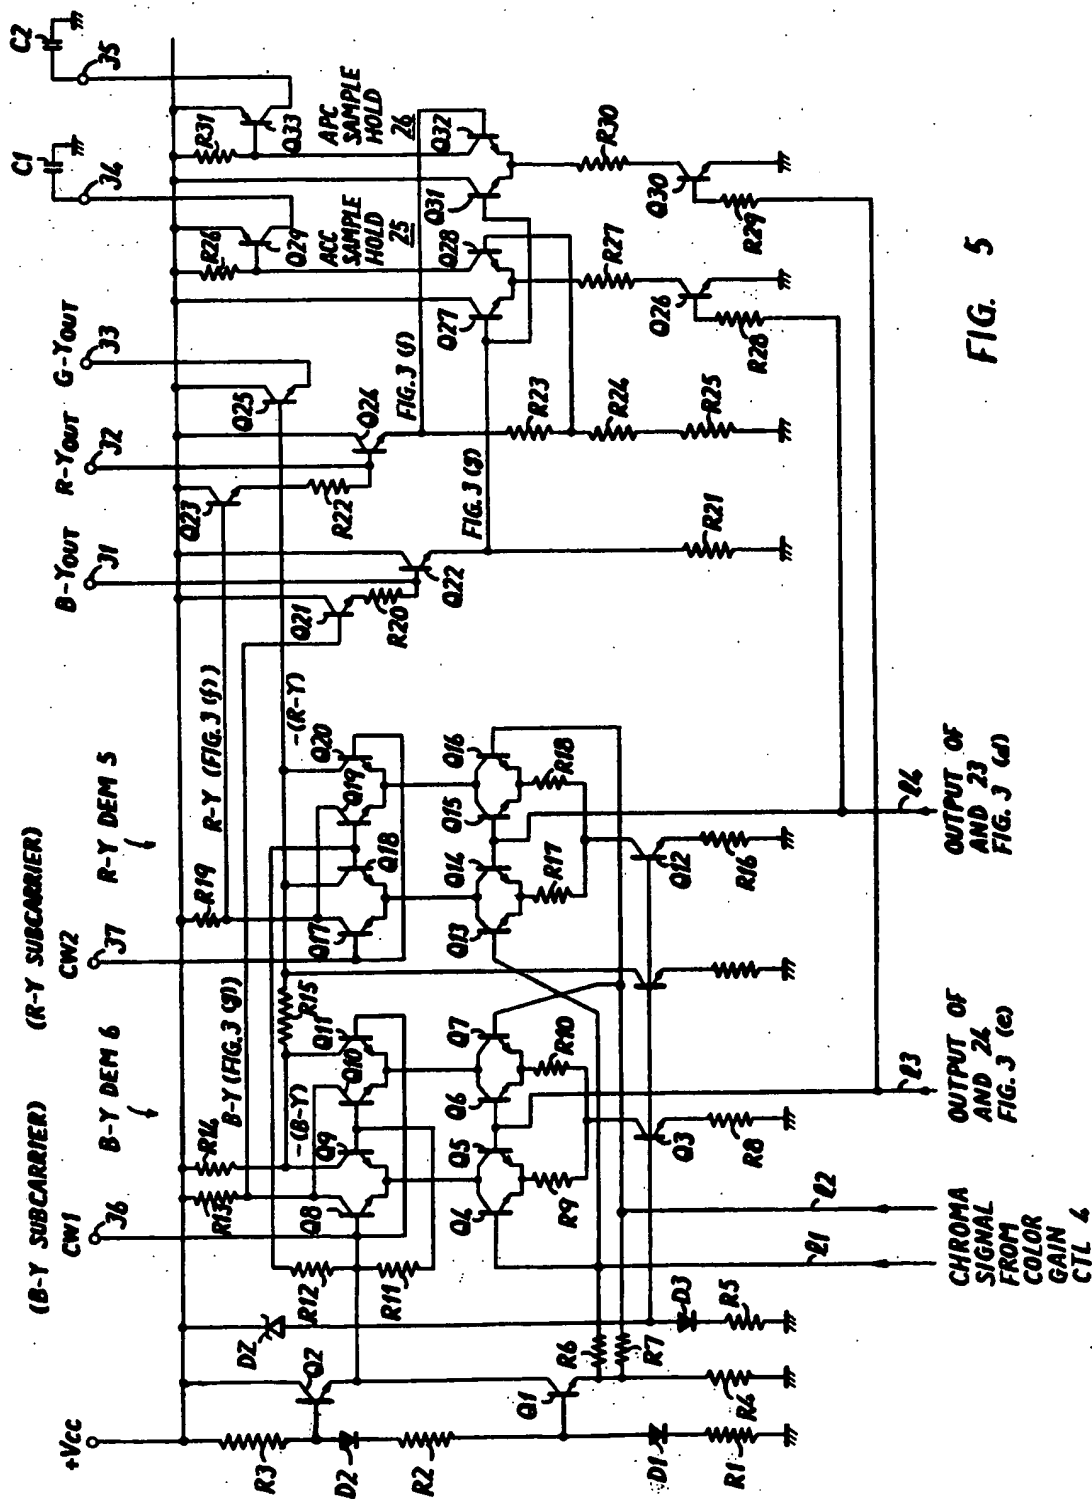 (B-Y SUBCARRIER)
(R-Y SUBCARRIER)
+Vcc
CW1
36
B-Y DEM 6
CW2
37
R-Y DEM 5
B-YOUT
31
R-YOUT
32
G-YOUT
33
C1
34
C2
35
R3
D2
R2
D1
R1
Q2
DZ
Q1
R6
R7
R4
D3
R5
R12
R11
R13
R14
B-Y (FIG.3 (g))
-(B-Y)
Q8
Q9
Q10
Q11
R15
Q4
Q5
Q6
Q7
R9
R10
Q3
R8
R19
R-Y (FIG.3 (f))
-(R-Y)
Q17
Q18
Q19
Q20
Q13
Q14
Q15
Q16
R17
R18
Q12
R16
Q21
R20
Q22
R21
Q23
R22
Q24
Q25
FIG.3 (f)
FIG.3 (g)
R23
R24
R25
R26
Q29
ACC
SAMPLE
HOLD
25
Q27
Q28
R27
Q26
R28
R31
Q33
APC
SAMPLE
HOLD
26
Q31
Q32
R30
Q30
R29
ℓ1
ℓ2
ℓ3
ℓ4
CHROMA
SIGNAL
FROM
COLOR
GAIN
CTL 4
OUTPUT OF
AND 24
FIG.3 (e)
OUTPUT OF
AND 23
FIG.3 (d)
FIG. 5